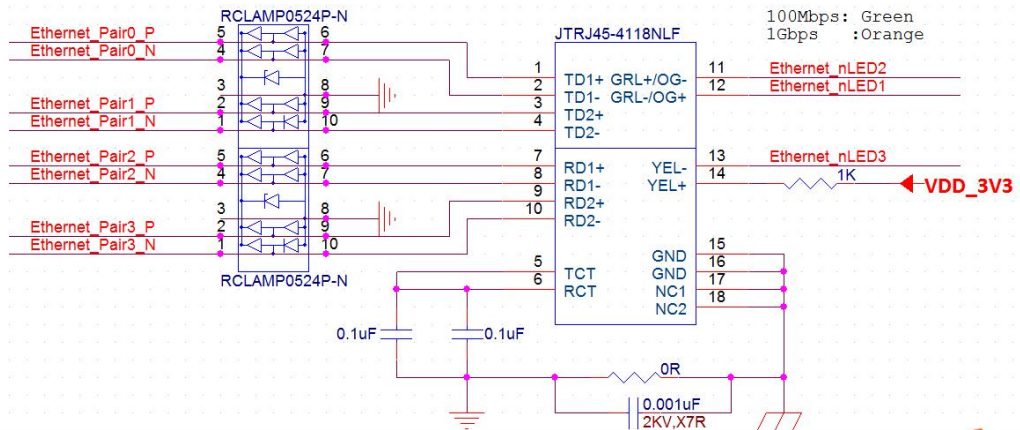 RCLAMP0524P-N
100Mbps: Green
1Gbps :Orange
Ethernet_Pair0_P 5 6
Ethernet_Pair0_N 4 7
3 8
Ethernet_Pair1_P 2 9
Ethernet_Pair1_N 1 10
Ethernet_Pair2_P 5 6
Ethernet_Pair2_N 4 7
3 8
Ethernet_Pair3_P 2 9
Ethernet_Pair3_N 1 10
RCLAMP0524P-N
JTRJ45-4118NLF
1 TD1+ GRL+/OG- 11 Ethernet_nLED2
2 TD1- GRL-/OG+ 12 Ethernet_nLED1
3 TD2+
4 TD2-
7 RD1+ YEL- 13 Ethernet_nLED3
8 RD1- YEL+ 14 1K VDD_3V3
9 RD2+
10 RD2-
GND 15
5 TCT GND 16
6 RCT NC1 17
NC2 18
0.1uF 0.1uF
0R
0.001uF
2KV,X7R